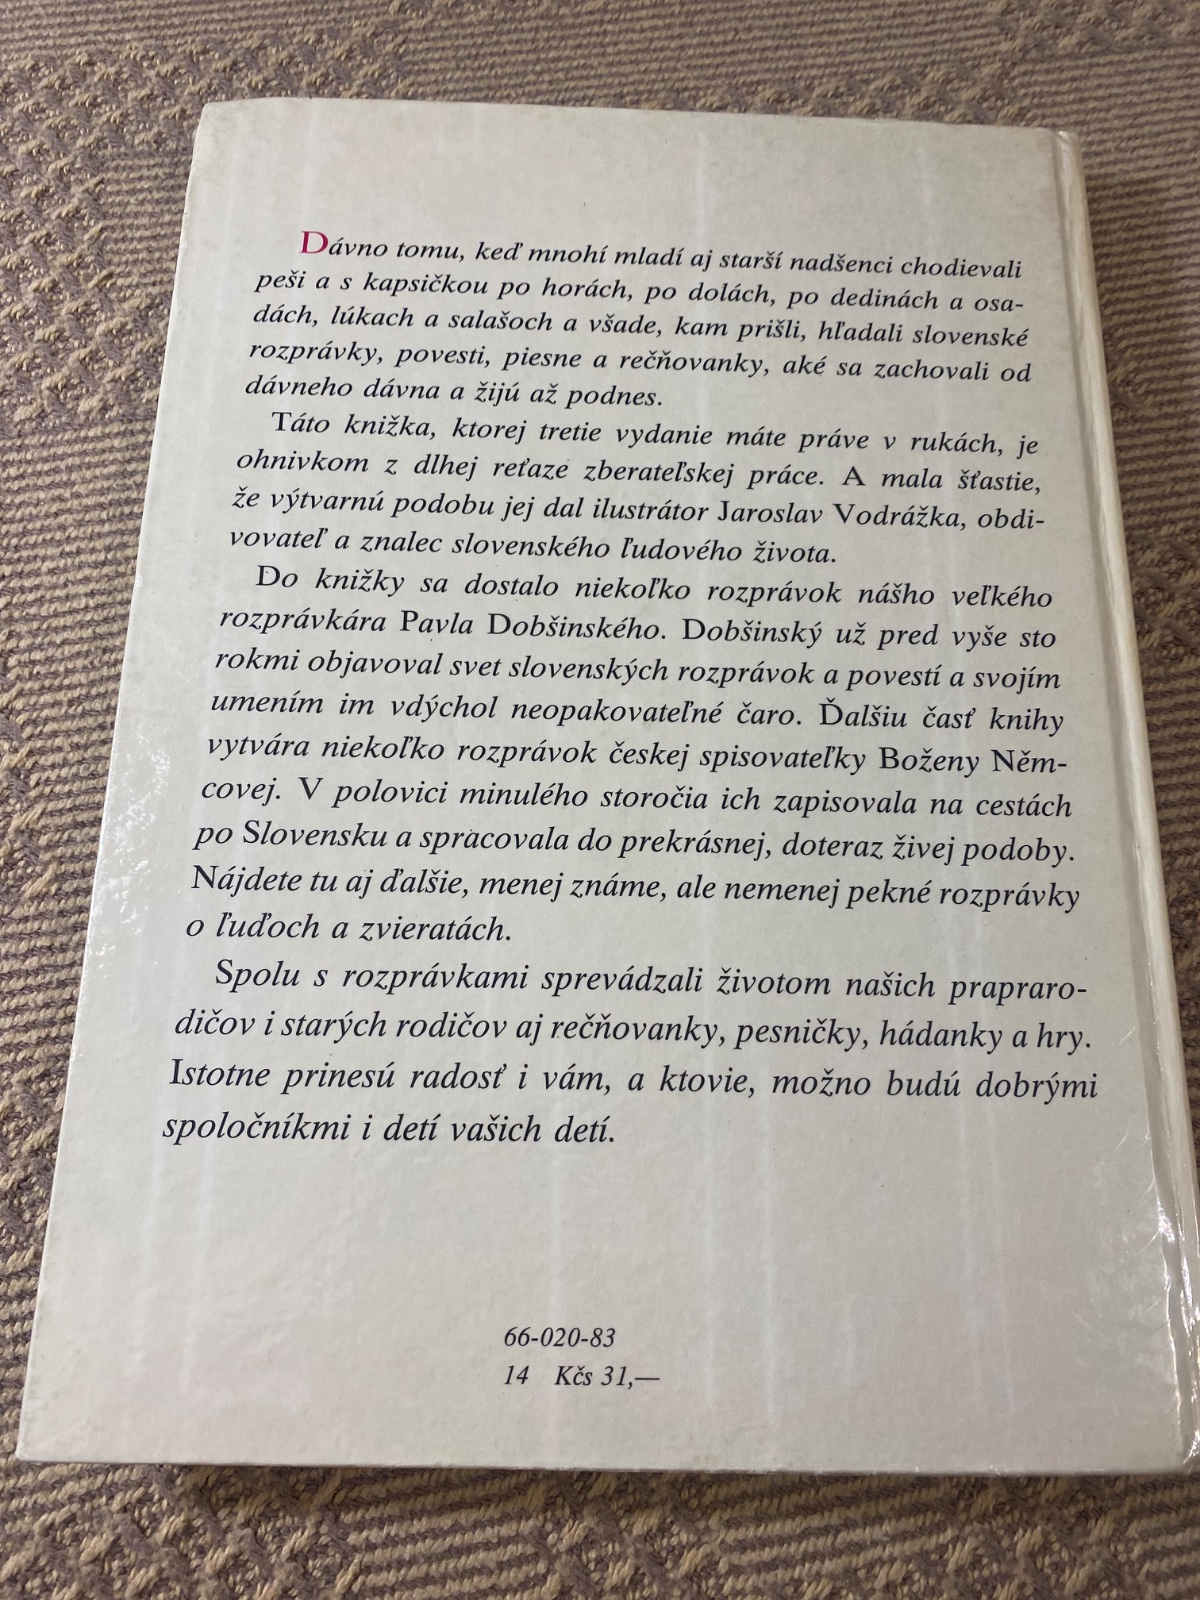 Dávno tomu, keď mnohí mladí aj starší nadšenci chodievali
peši a s kapsičkou po horách, po dolách, po dedinách a osa-
dách, lúkach a salašoch a všade, kam prišli, hľadali slovenské
rozprávky, povesti, piesne a rečňovanky, aké sa zachovali od
dávneho dávna a žijú až podnes.
Táto knižka, ktorej tretie vydanie máte práve v rukách, je
ohnivkom z dlhej reťaze zberateľskej práce. A mala šťastie,
že výtvarnú podobu jej dal ilustrátor Jaroslav Vodrážka, obdi-
vovateľ a znalec slovenského ľudového života.
Do knižky sa dostalo niekoľko rozprávok nášho veľkého
rozprávkára Pavla Dobšinského. Dobšinský už pred vyše sto
rokmi objavoval svet slovenských rozprávok a povestí a svojím
umením im vdýchol neopakovateľné čaro. Ďalšiu časť knihy
vytvára niekoľko rozprávok českej spisovateľky Boženy Něm-
covej. V polovici minulého storočia ich zapisovala na cestách
po Slovensku a spracovala do prekrásnej, doteraz živej podoby.
Nájdete tu aj ďalšie, menej známe, ale nemenej pekné rozprávky
o ľuďoch a zvieratách.
Spolu s rozprávkami sprevádzali životom našich praprаro-
dičov i starých rodičov aj rečňovanky, pesničky, hádanky a hry.
Istotne prinesú radosť i vám, a ktovie, možno budú dobrými
spoločníkmi i detí vašich detí.
66-020-83
14 Kčs 31,—